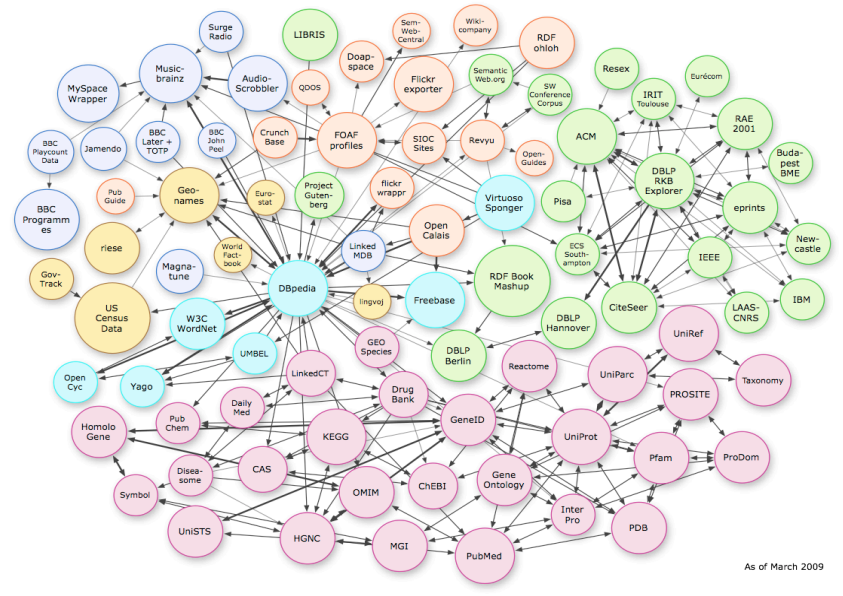 Surge
Radio
LIBRIS
Sem-
Web-
Central
Wiki-
company
RDF
ohloh
Music-
brainz
Doap-
space
MySpace
Wrapper
Audio-
Scrobbler
QDOS
Flickr
exporter
Semantic
Web.org
SW
Conference
Corpus
Resex
IRIT
Toulouse
Eurécom
RAE
2001
ACM
BBC
Playcount
Data
Jamendo
BBC
Later +
TOTP
BBC
John
Peel
Crunch
Base
FOAF
profiles
SIOC
Sites
Revyu
Open-
Guides
DBLP
RKB
Explorer
Buda-
pest
BME
Pub
Guide
Geo-
names
Euro-
stat
Project
Guten-
berg
flickr
wrappr
Virtuoso
Sponger
Pisa
eprints
BBC
Programm
es
riese
World
Fact-
book
Linked
MDB
Open
Calais
ECS
South-
ampton
IEEE
New-
castle
Gov-
Track
Magna-
tune
DBpedia
lingvoj
Freebase
RDF Book
Mashup
CiteSeer
LAAS-
CNRS
IBM
US
Census
Data
W3C
WordNet
DBLP
Hannover
UMBEL
GEO
Species
DBLP
Berlin
UniRef
Open
Cyc
Yago
LinkedCT
Reactome
UniParc
Taxonomy
Drug
Bank
PROSITE
Daily
Med
Pub
Chem
Homolo
Gene
KEGG
GeneID
UniProt
Pfam
ProDom
Disea-
some
CAS
ChEBI
Gene
Ontology
Symbol
OMIM
Inter
Pro
PDB
UniSTS
HGNC
MGI
PubMed
As of March 2009